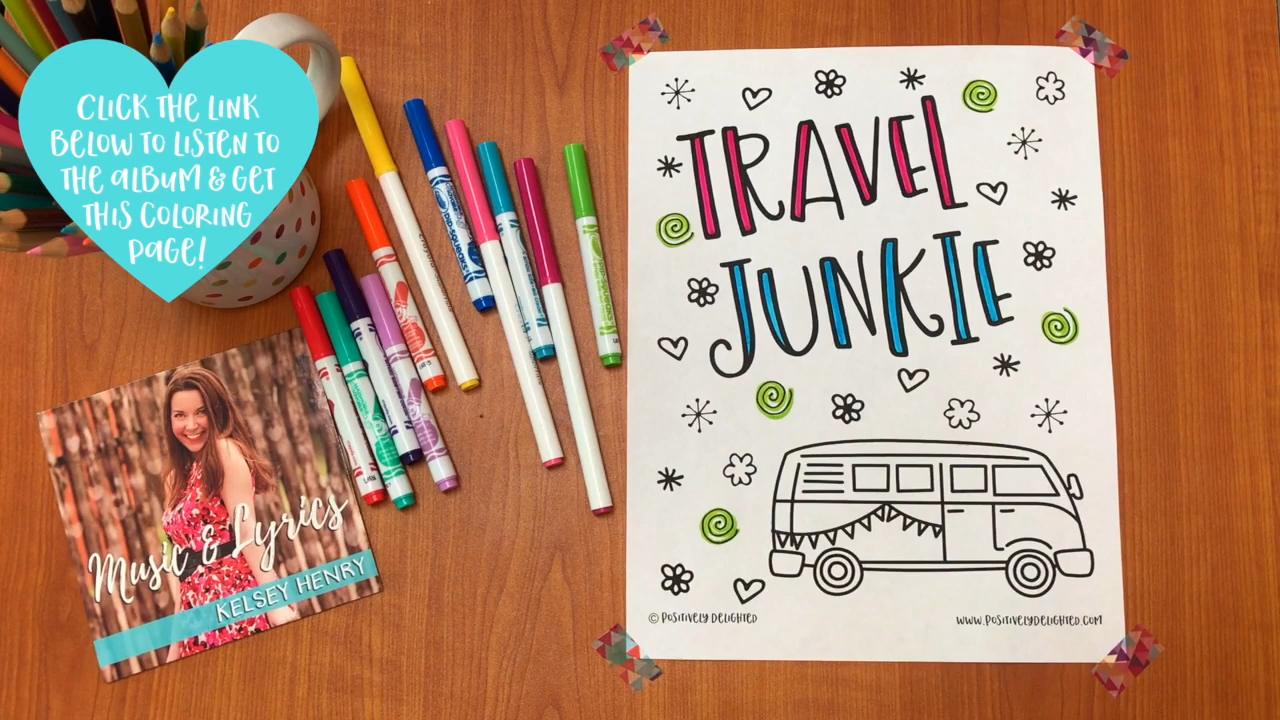 CLICK THE LINK
BELOW TO LISTEN TO
THE ALBUM & GET
THIS COLORING
PAGE!
TRAVEL
JUNKIE
Music & Lyrics
KELSEY HENRY
© POSITIVELY DELIGHTED
WWW.POSITIVELYDELIGHTED.COM